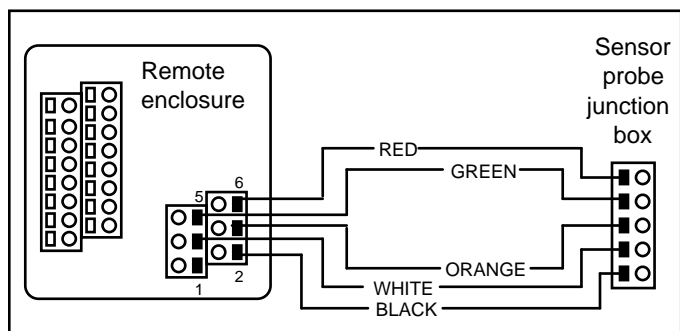 Remote
enclosure
Sensor
probe
junction
box
RED
GREEN
6
5
ORANGE
WHITE
BLACK
1
2